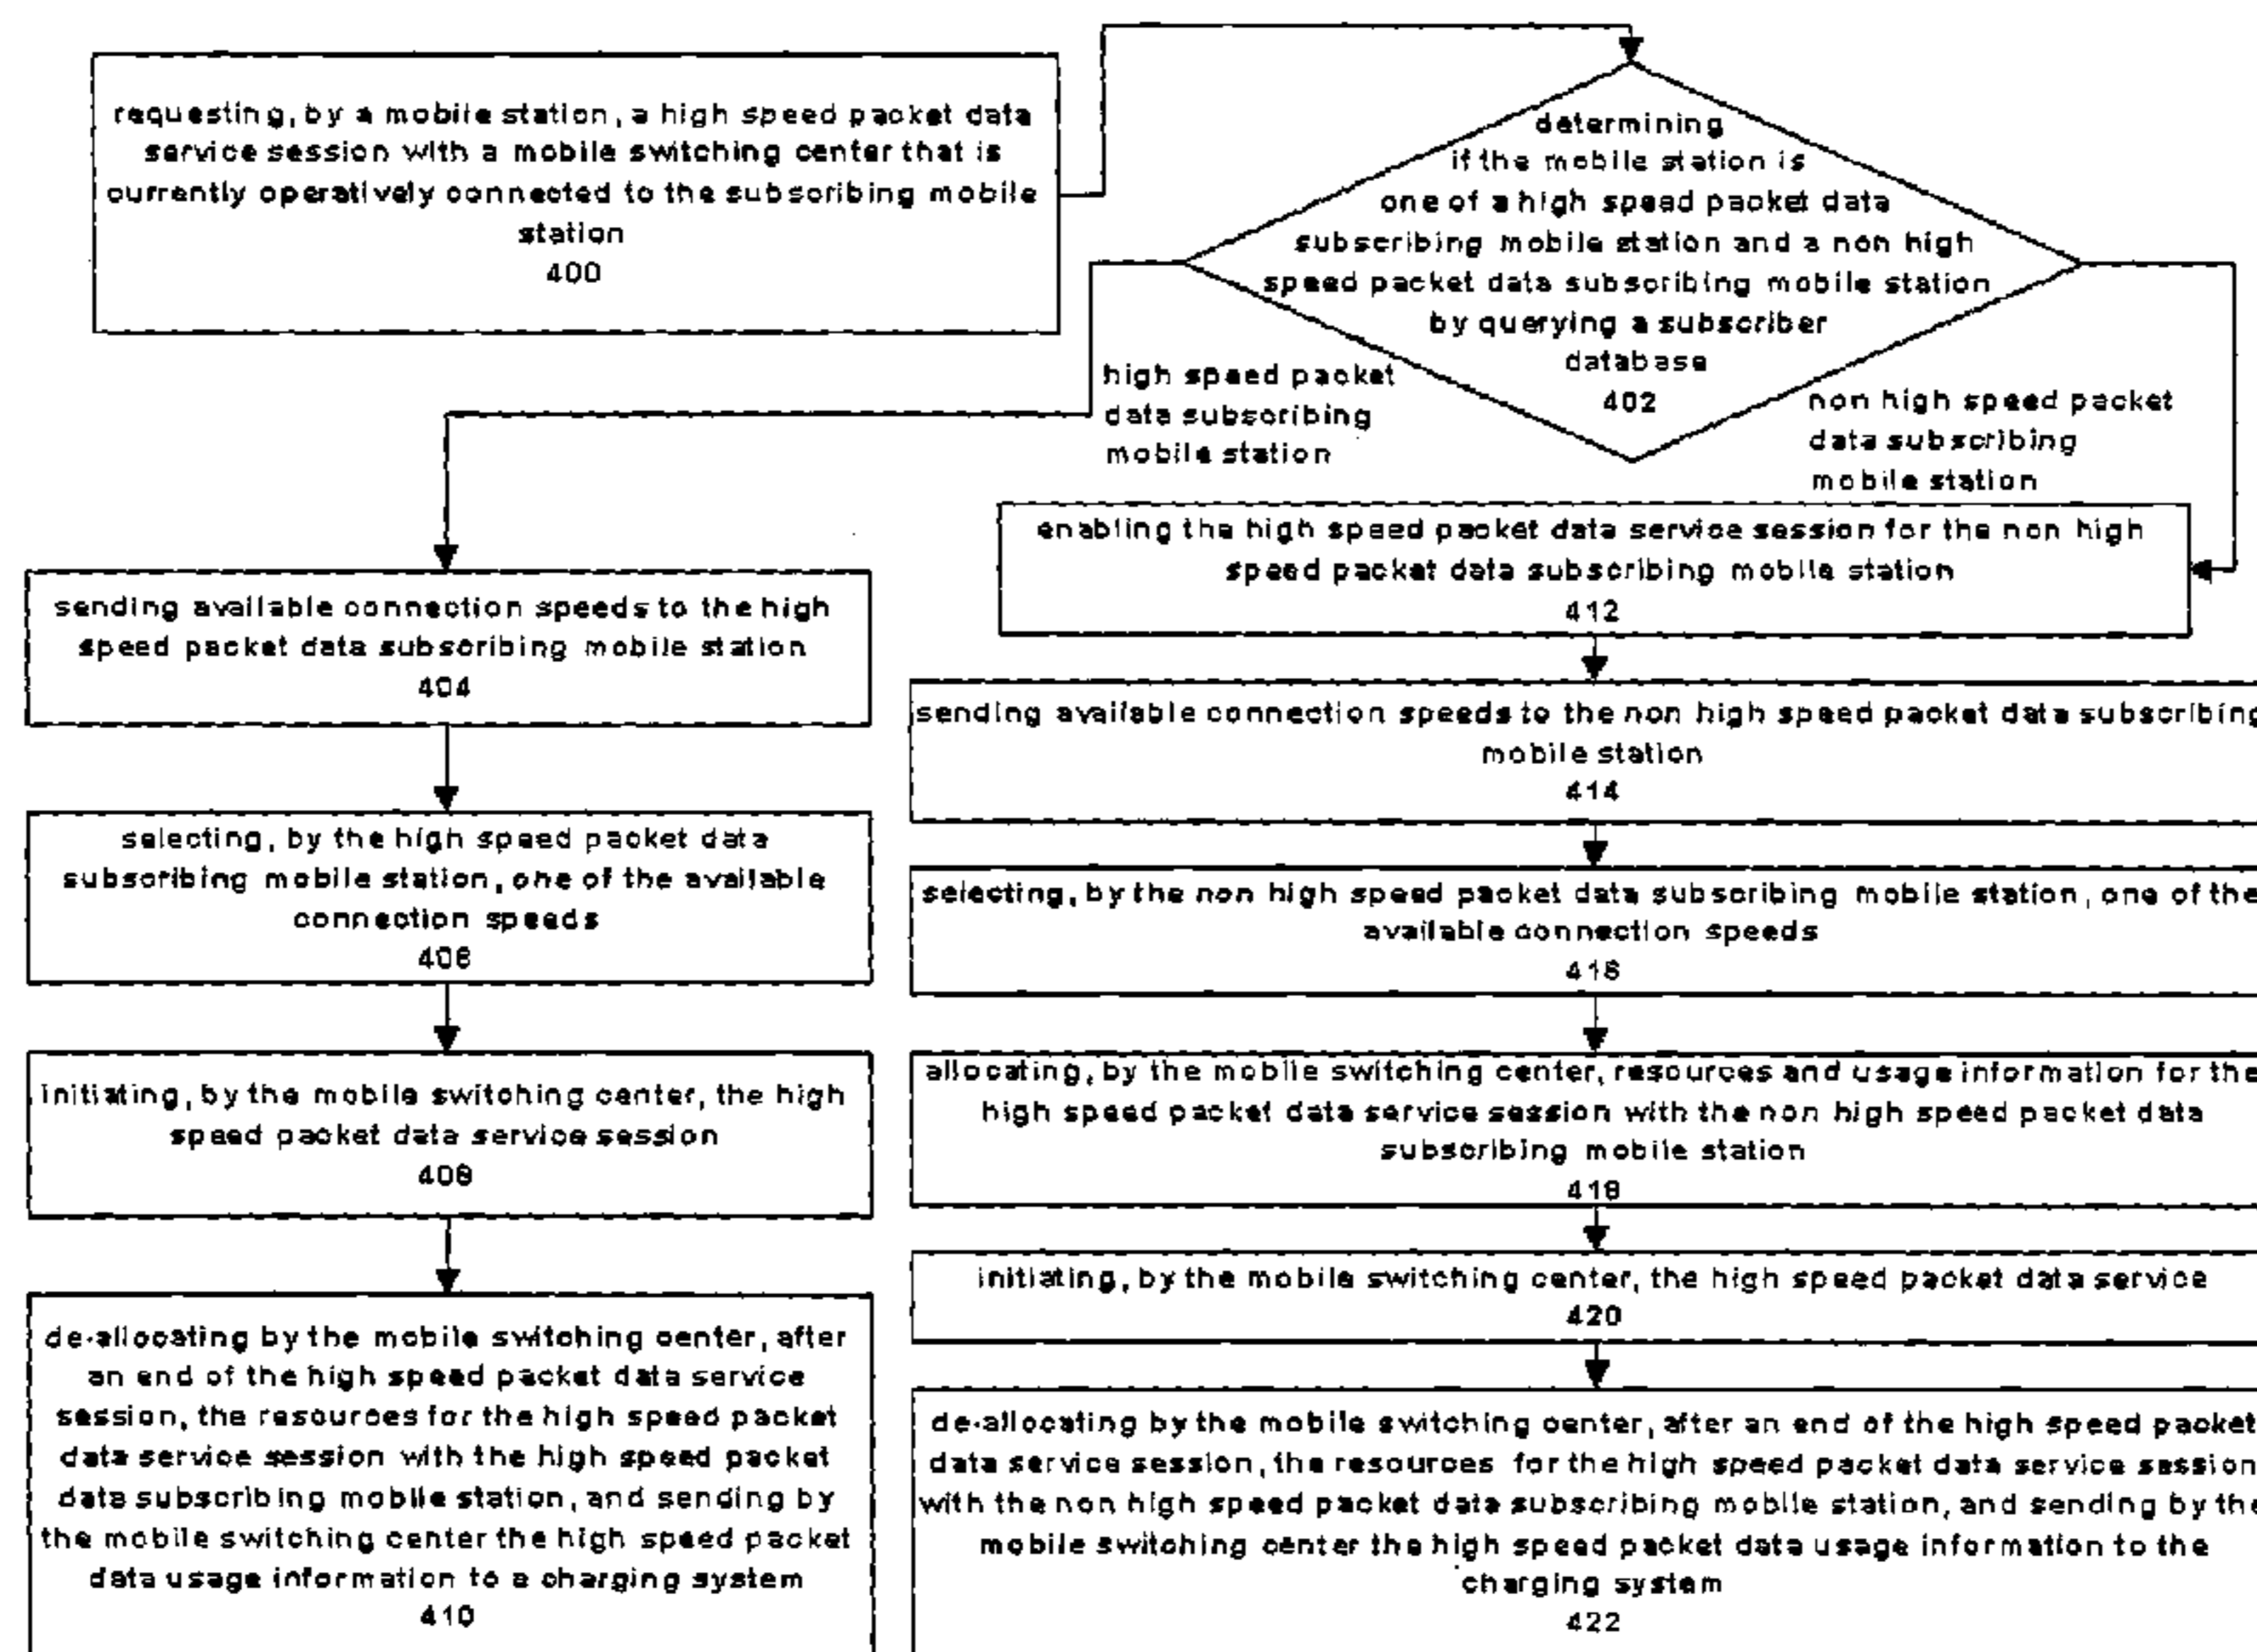 requesting, by a mobile station, a high speed packet data
service session with a mobile switching center that is
currently operatively connected to the subscribing mobile
station
400
determining
if the mobile station is
one of a high speed packet data
subscribing mobile station and a non high
speed packet data subscribing mobile station
by querying a subscriber
database
402
high speed packet
data subscribing
mobile station
non high speed packet
data subscribing
mobile station
sending available connection speeds to the high
speed packet data subscribing mobile station
404
selecting, by the high speed packet data
subscribing mobile station, one of the available
connection speeds
406
initiating, by the mobile switching center, the high
speed packet data service session
408
de-allocating by the mobile switching center, after
an end of the high speed packet data service
session, the resources for the high speed packet
data service session with the high speed packet
data subscribing mobile station, and sending by
the mobile switching center the high speed packet
data usage information to a charging system
410
enabling the high speed packet data service session for the non high
speed packet data subscribing mobile station
412
sending available connection speeds to the non high speed packet data subscribing
mobile station
414
selecting, by the non high speed packet data subscribing mobile station, one of the
available connection speeds
416
allocating, by the mobile switching center, resources and usage information for the
high speed packet data service session with the non high speed packet data
subscribing mobile station
418
initiating, by the mobile switching center, the high speed packet data service
420
de-allocating by the mobile switching center, after an end of the high speed packet
data service session, the resources for the high speed packet data service session
with the non high speed packet data subscribing mobile station, and sending by the
mobile switching center the high speed packet data usage information to the
charging system
422